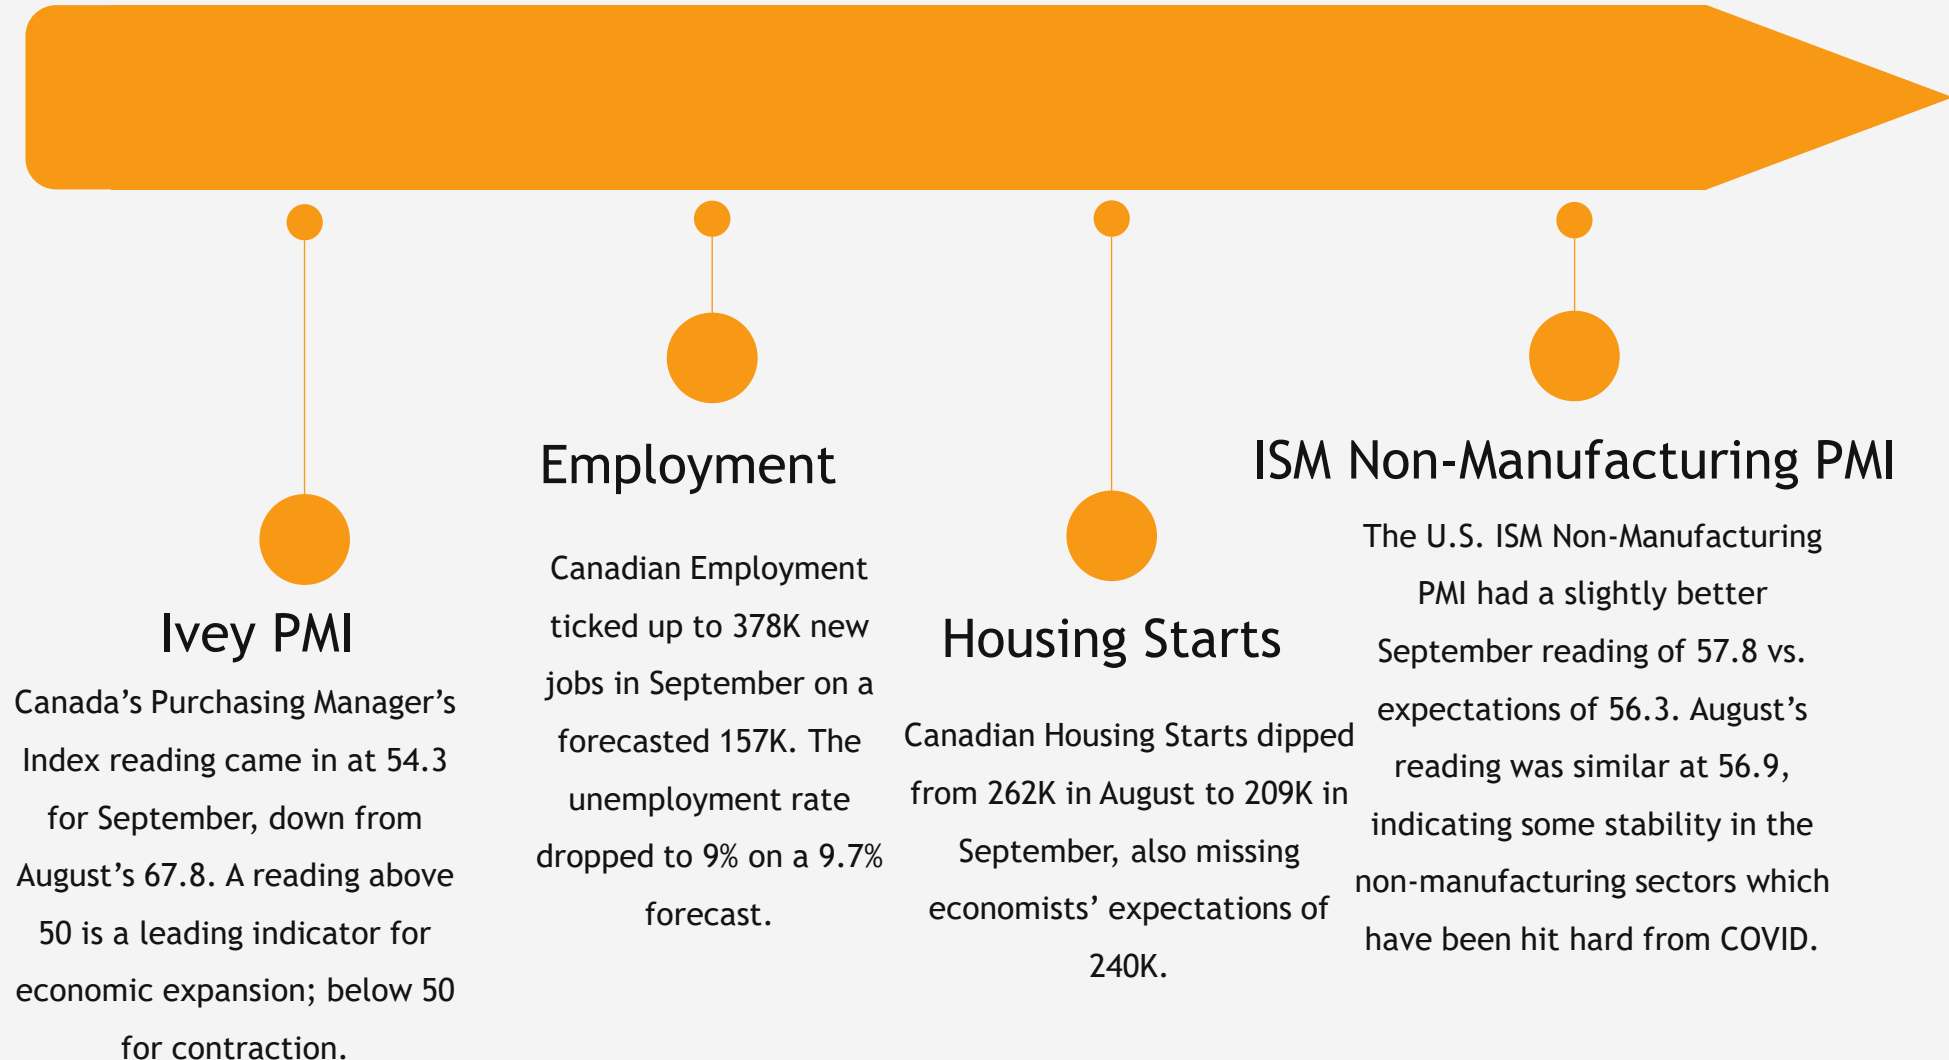 Ivey PMI
Canada’s Purchasing Manager’s
Index reading came in at 54.3
for September, down from
August’s 67.8. A reading above
50 is a leading indicator for
economic expansion; below 50
for contraction.
Employment
Canadian Employment
ticked up to 378K new
jobs in September on a
forecasted 157K. The
unemployment rate
dropped to 9% on a 9.7%
forecast.
Housing Starts
Canadian Housing Starts dipped
from 262K in August to 209K in
September, also missing
economists’ expectations of
240K.
ISM Non-Manufacturing PMI
The U.S. ISM Non-Manufacturing
PMI had a slightly better
September reading of 57.8 vs.
expectations of 56.3. August’s
reading was similar at 56.9,
indicating some stability in the
non-manufacturing sectors which
have been hit hard from COVID.